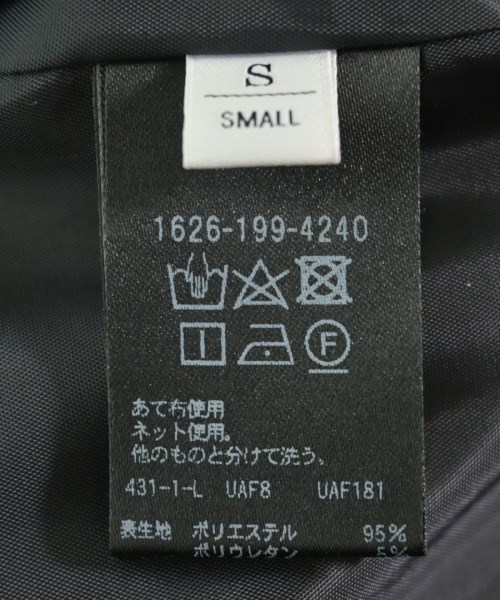 S
SMALL
1626-199-4240
F
あて布使用
ネット使用。
他のものと分けて洗う。
431-1-L UAF8 UAF181
表生地 ポリエステル 95%
ポリウレタン 5%